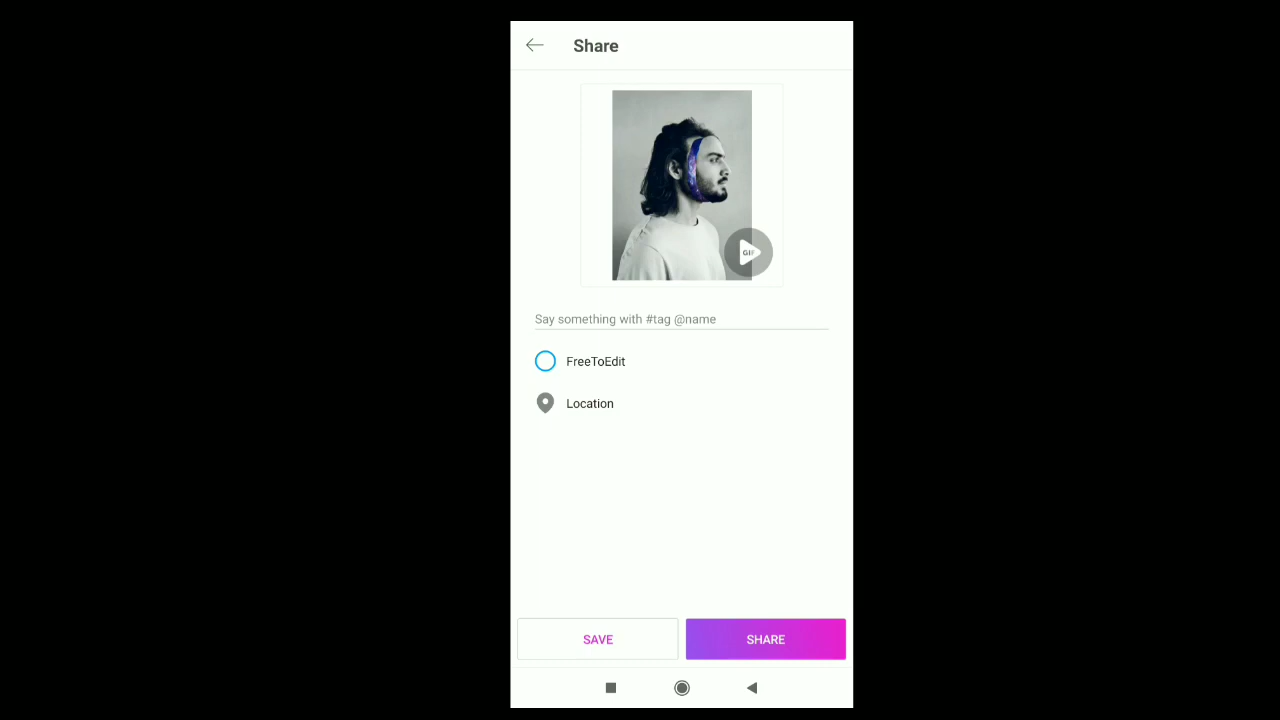 Share
GIF
Say something with #tag @name
FreeToEdit
Location
SAVE
SHARE